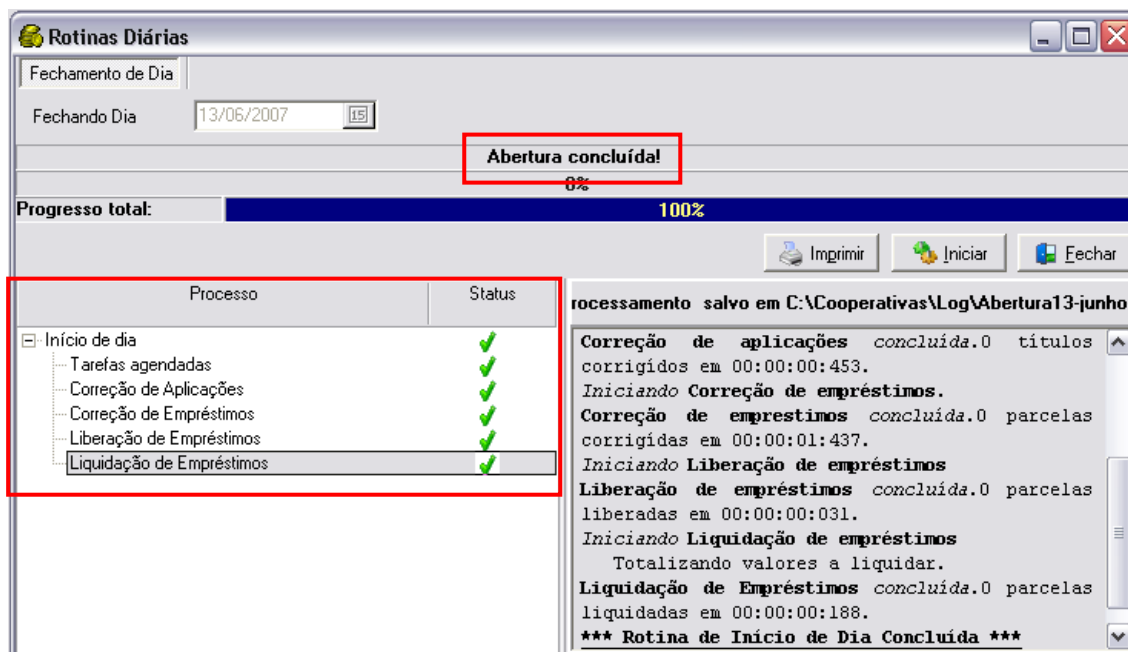 Rotinas Diárias
Fechamento de Dia
Fechando Dia 13/06/2007 15
Abertura concluída!
0%
Progresso total: 100%
Imprimir Iniciar Fechar
Processo Status
Início de dia
Tarefas agendadas
Correção de Aplicações
Correção de Empréstimos
Liberação de Empréstimos
Liquidação de Empréstimos
rocessamento salvo em C:\Cooperativas\Log\Abertura13-junho
Correção de aplicações concluída.0 títulos
corrigídos em 00:00:00:453.
Iniciando Correção de empréstimos.
Correção de emprestimos concluída.0 parcelas
corrigídas em 00:00:01:437.
Iniciando Liberação de empréstimos
Liberação de empréstimos concluída.0 parcelas
liberadas em 00:00:00:031.
Iniciando Liquidação de empréstimos
Totalizando valores a liquidar.
Liquidação de Empréstimos concluída.0 parcelas
liquidadas em 00:00:00:188.
*** Rotina de Início de Dia Concluída ***